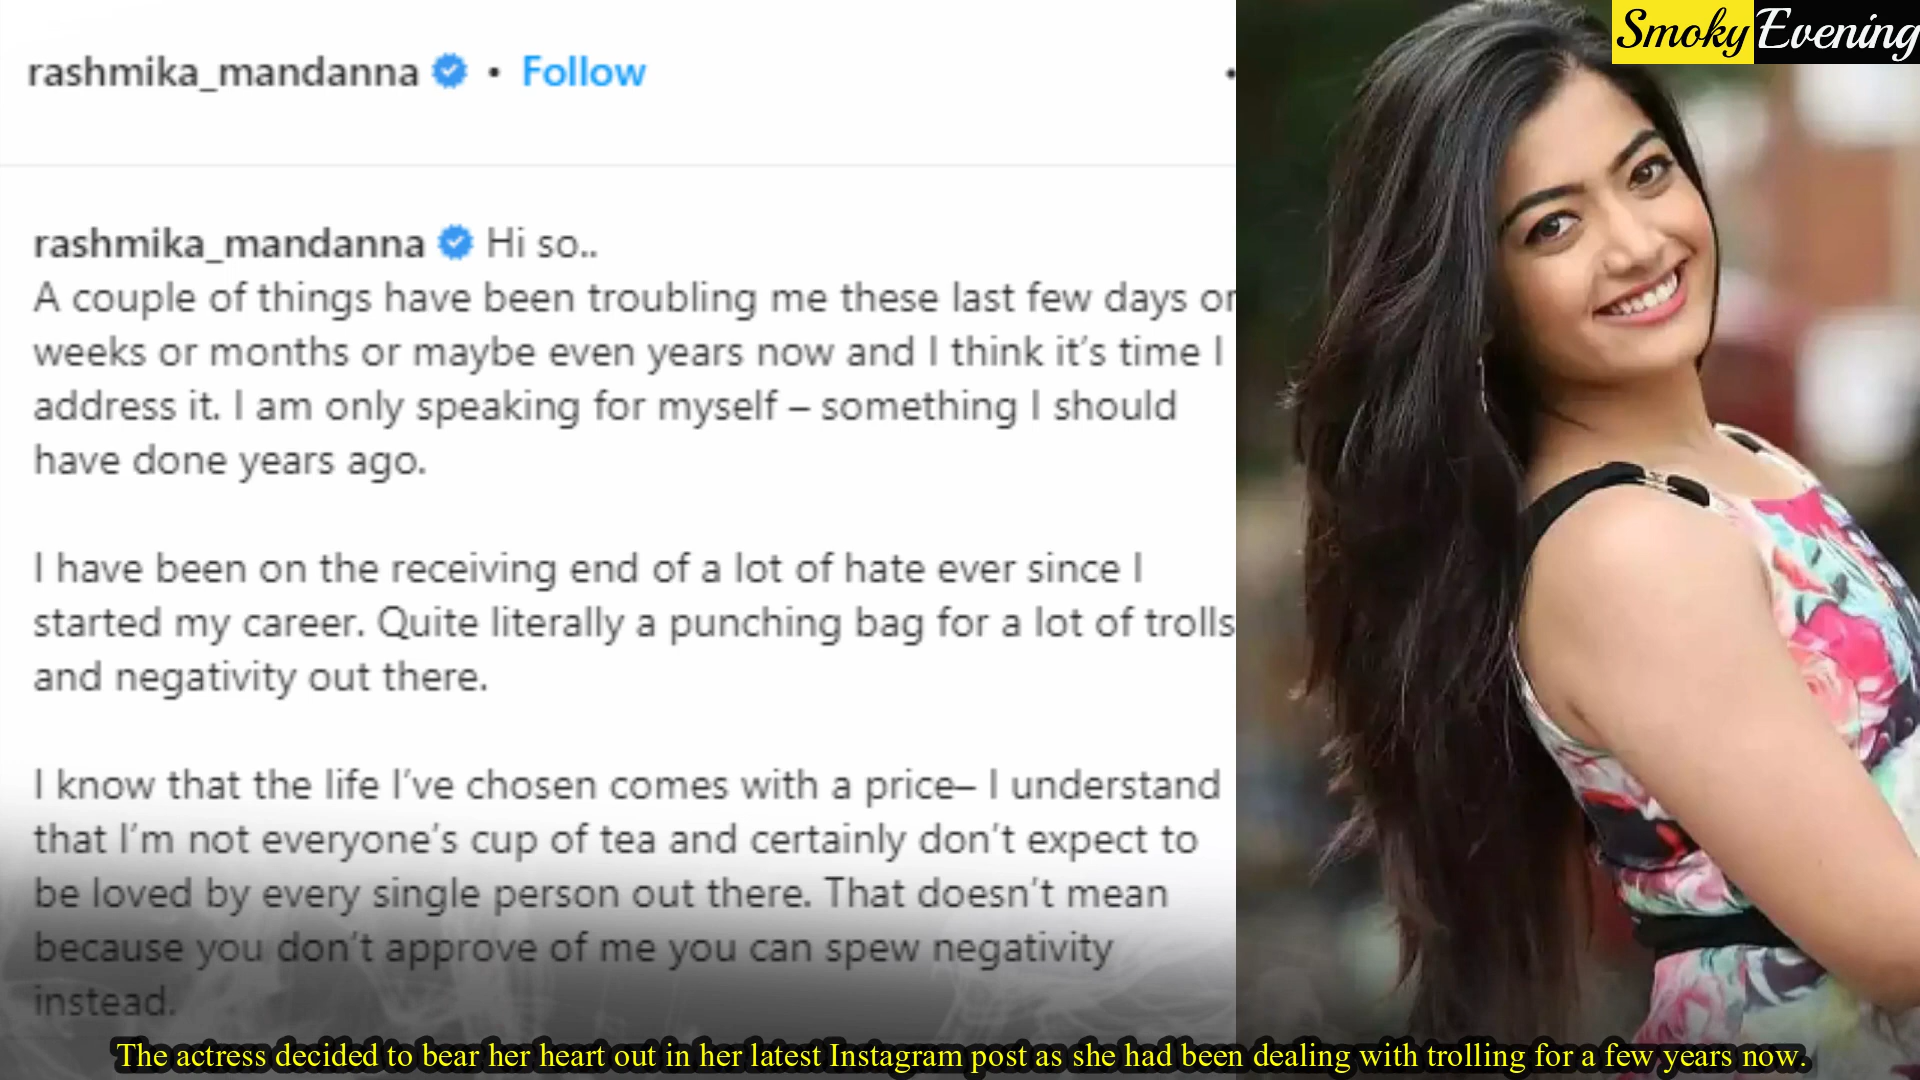 Smoky Evening
rashmika_mandanna • Follow
rashmika_mandanna Hi so..
A couple of things have been troubling me these last few days or
weeks or months or maybe even years now and I think it’s time I
address it. I am only speaking for myself – something I should
have done years ago.
I have been on the receiving end of a lot of hate ever since I
started my career. Quite literally a punching bag for a lot of trolls
and negativity out there.
I know that the life I’ve chosen comes with a price– I understand
that I’m not everyone’s cup of tea and certainly don’t expect to
be loved by every single person out there. That doesn’t mean
because you don’t approve of me you can spew negativity
instead.
The actress decided to bear her heart out in her latest Instagram post as she had been dealing with trolling for a few years now.